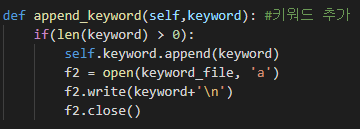 def append_keyword(self,keyword): #키워드 추가
    if(len(keyword) > 0):
        self.keyword.append(keyword)
        f2 = open(keyword_file, 'a')
        f2.write(keyword+'\n')
        f2.close()